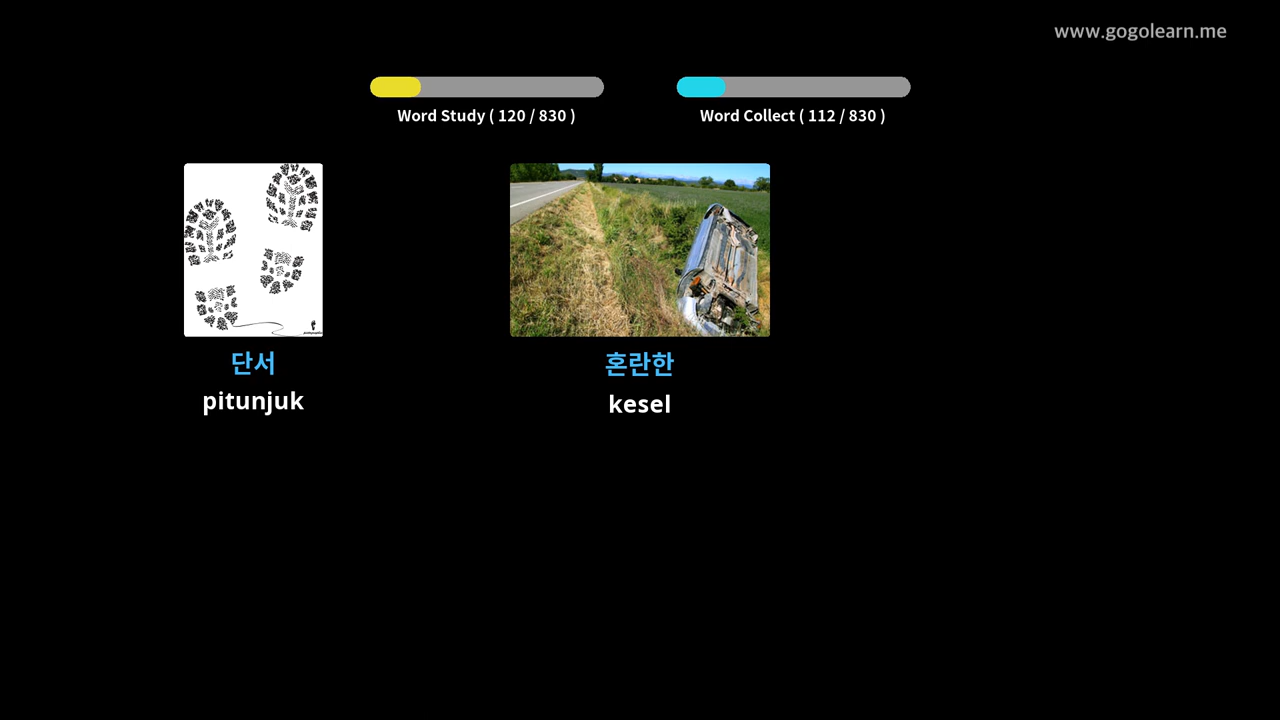 www.gogolearn.me
Word Study ( 120 / 830 )
Word Collect ( 112 / 830 )
단서
pitunjuk
혼란한
kesel